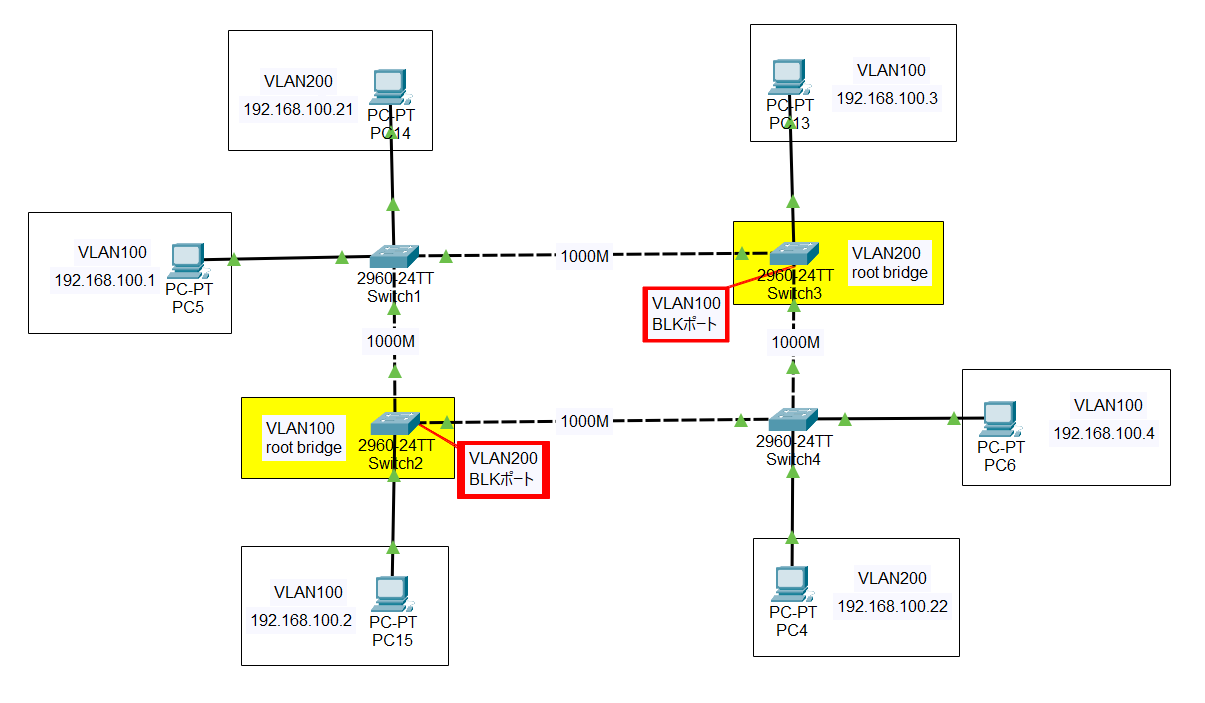 VLAN200
192.168.100.21
PC-PT
PC14
VLAN100
192.168.100.3
PC-PT
PC13
VLAN100
192.168.100.1
PC-PT
PC5
2960-24TT
Switch1
1000M
2960-24TT
Switch3
VLAN200
root bridge
VLAN100
BLKポート
1000M
1000M
VLAN100
root bridge
2960-24TT
Switch2
VLAN200
BLKポート
1000M
2960-24TT
Switch4
PC-PT
PC6
VLAN100
192.168.100.4
VLAN100
192.168.100.2
PC-PT
PC15
PC-PT
PC4
VLAN200
192.168.100.22